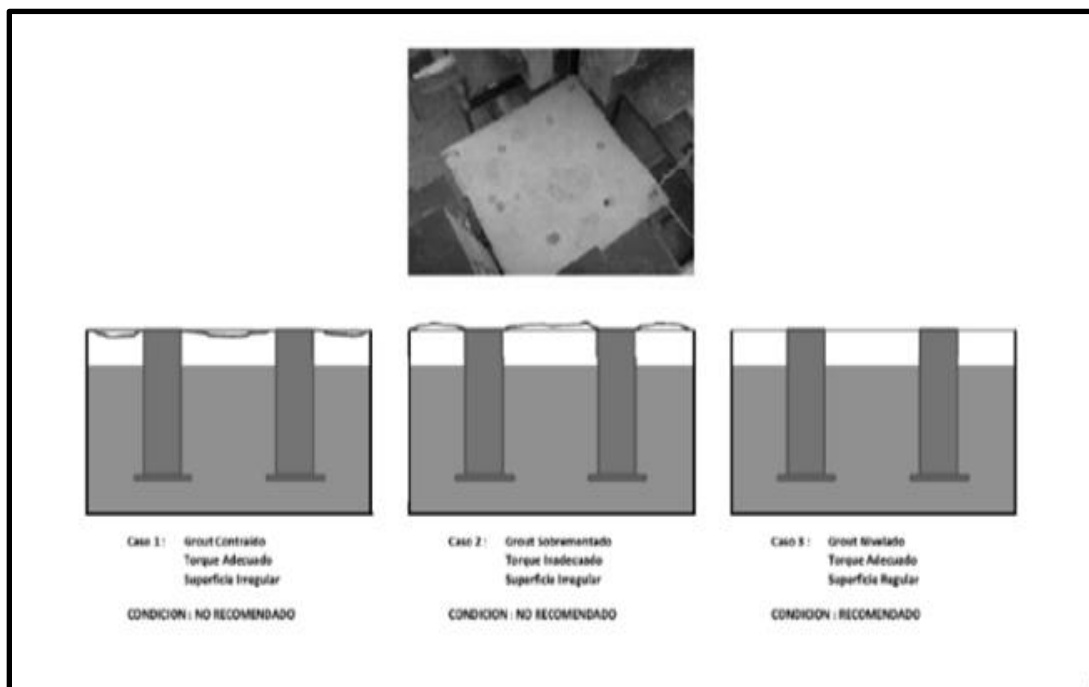 Caso 1 : Grout Contraído
Torque Adecuado
Superficie Irregular
CONDICION : NO RECOMENDADO
Caso 2 : Grout Sobremontado
Torque Inadecuado
Superficie Irregular
CONDICION : NO RECOMENDADO
Caso 3 : Grout Nivelado
Torque Adecuado
Superficie Regular
CONDICION : RECOMENDADO